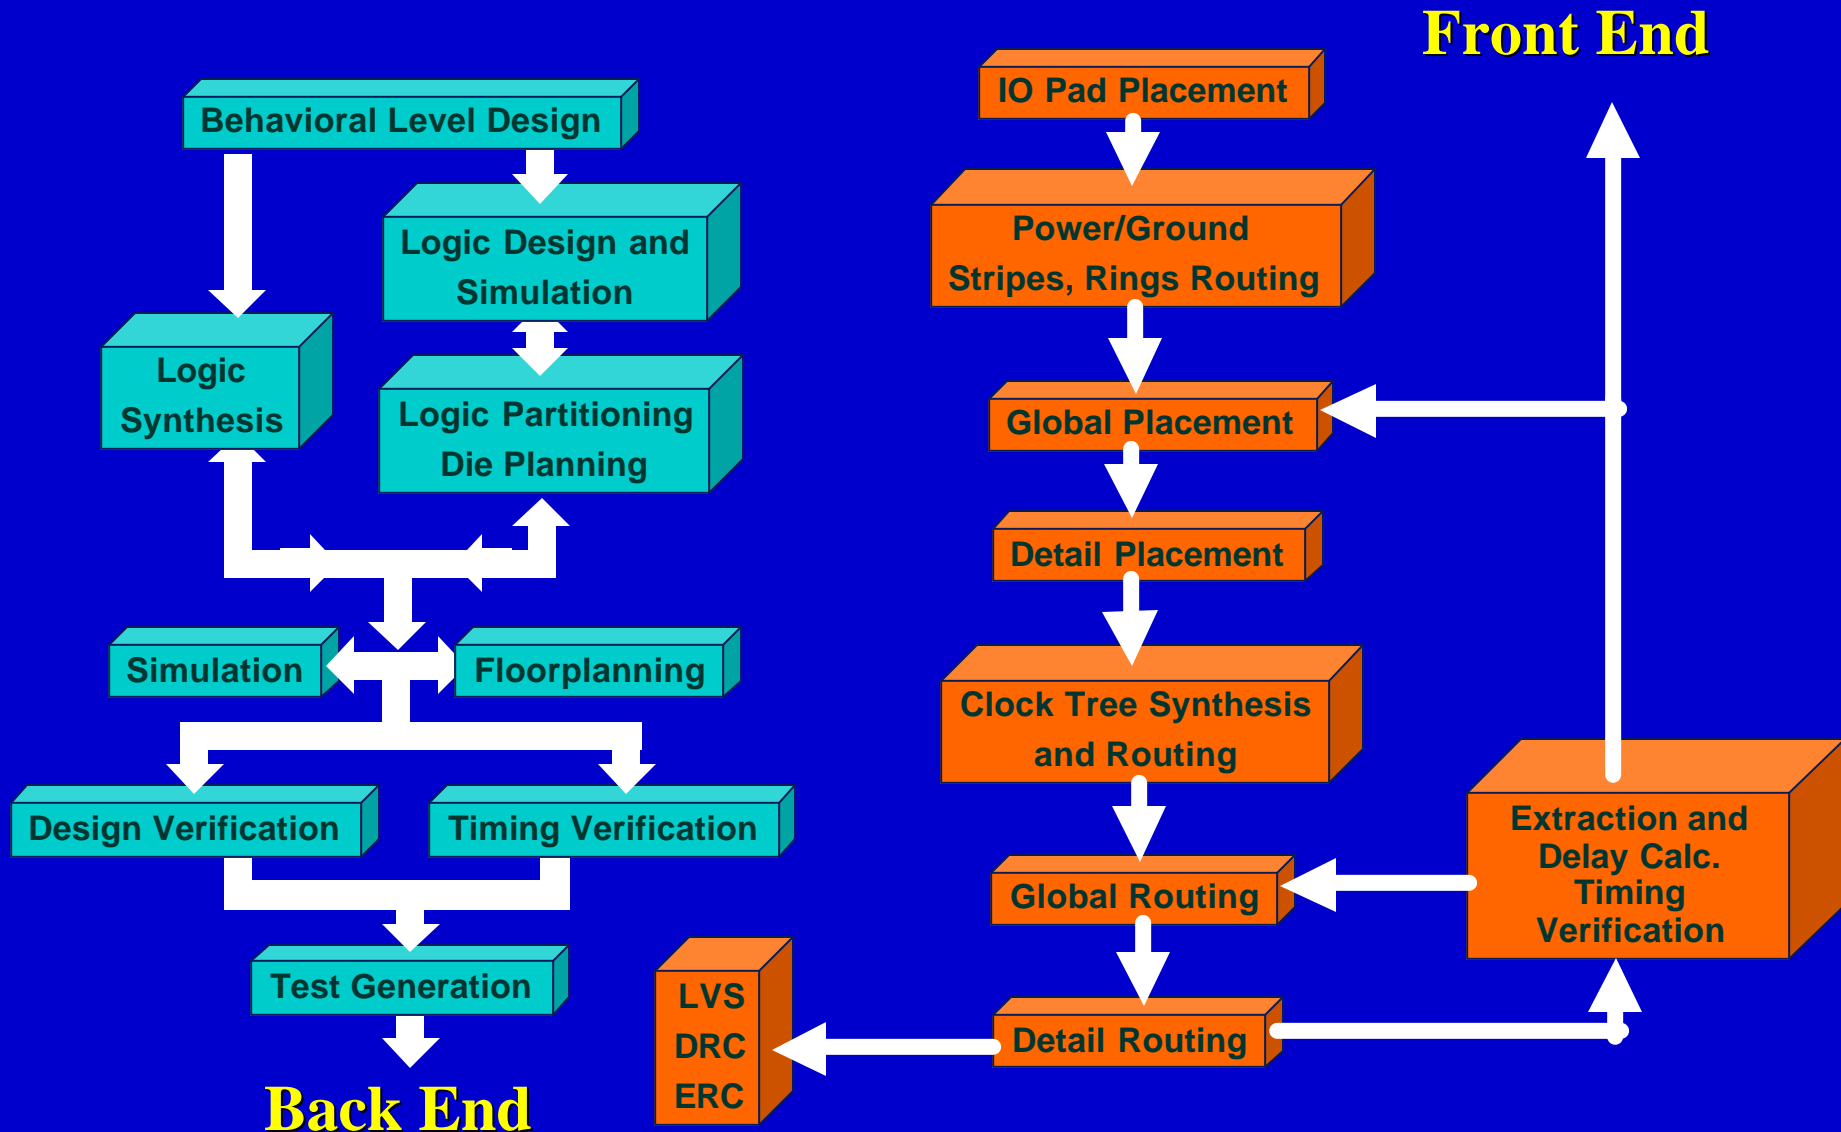 Front End
Behavioral Level Design
Logic Design and
Simulation
Logic
Synthesis
Logic Partitioning
Die Planning
Simulation
Floorplanning
Design Verification
Timing Verification
Test Generation
Back End
IO Pad Placement
Power/Ground
Stripes, Rings Routing
Global Placement
Detail Placement
Clock Tree Synthesis
and Routing
Global Routing
Detail Routing
Extraction and
Delay Calc.
Timing
Verification
LVS
DRC
ERC